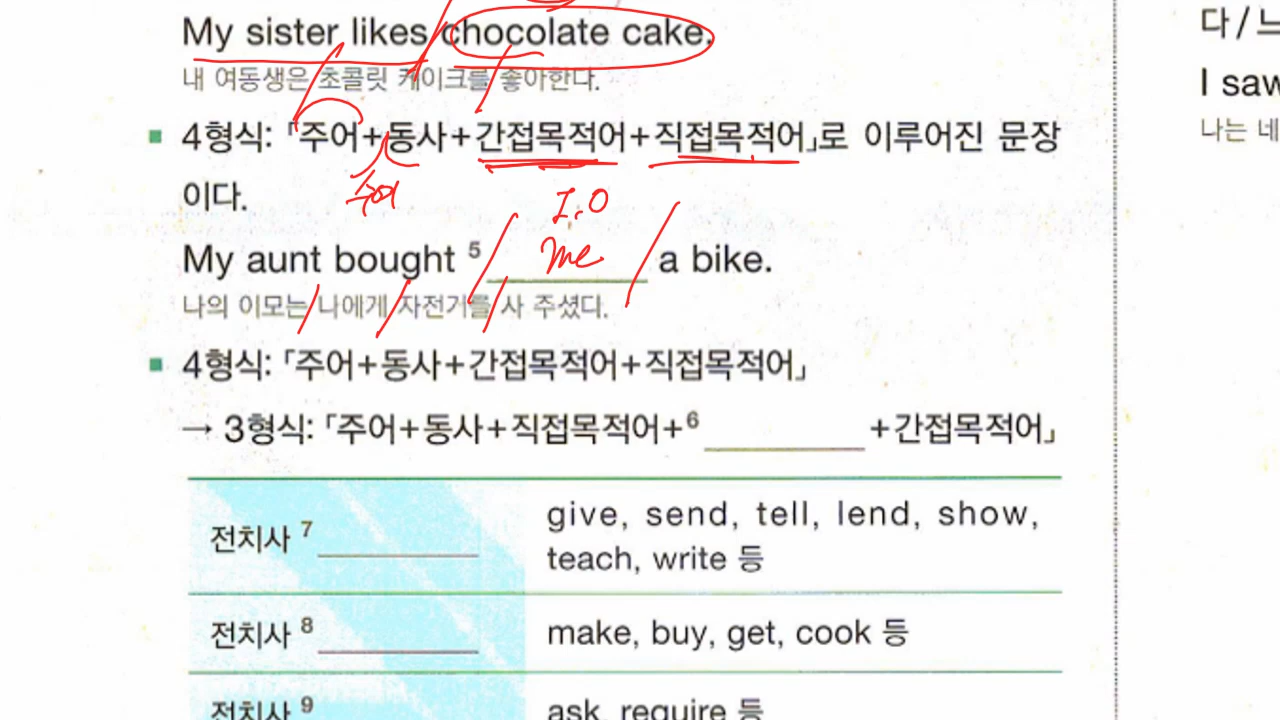 My sister likes chocolate cake.
내 여동생은 초콜릿 케이크를 좋아한다.
4형식: 「주어+동사+간접목적어+직접목적어」로 이루어진 문장
이다.
수여
I.O
me
My aunt bought 5 a bike.
나의 이모는 나에게 자전거를 사 주셨다.
4형식: 「주어+동사+간접목적어+직접목적어」
→ 3형식: 「주어+동사+직접목적어+6 +간접목적어」
전치사 7
give, send, tell, lend, show,
teach, write 등
전치사 8
make, buy, get, cook 등
전치사 9
ask, require 등
다/느
I saw
나는 네